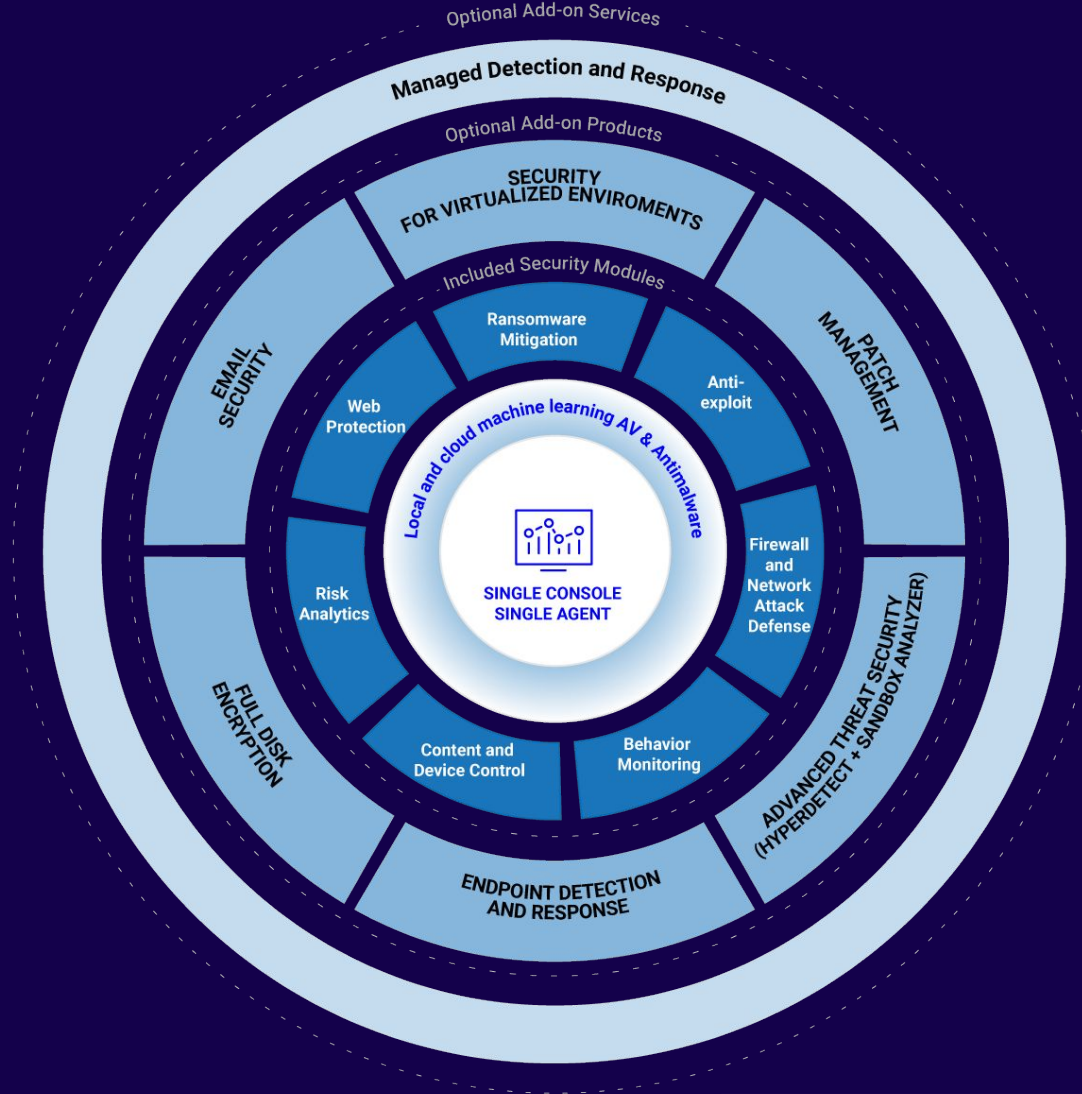 Optional Add-on Services
Managed Detection and Response
Optional Add-on Products
SECURITY
FOR VIRTUALIZED ENVIROMENTS
PATCH
MANAGEMENT
ADVANCED THREAT SECURITY
(HYPERDETECT + SANDBOX ANALYZER)
ENDPOINT DETECTION
AND RESPONSE
FULL DISK
ENCRYPTION
EMAIL
SECURITY
Included Security Modules
Ransomware
Mitigation
Anti-
exploit
Firewall
and
Network
Attack
Defense
Behavior
Monitoring
Content and
Device Control
Risk
Analytics
Web
Protection
Local and cloud machine learning AV & Antimalware
SINGLE CONSOLE
SINGLE AGENT